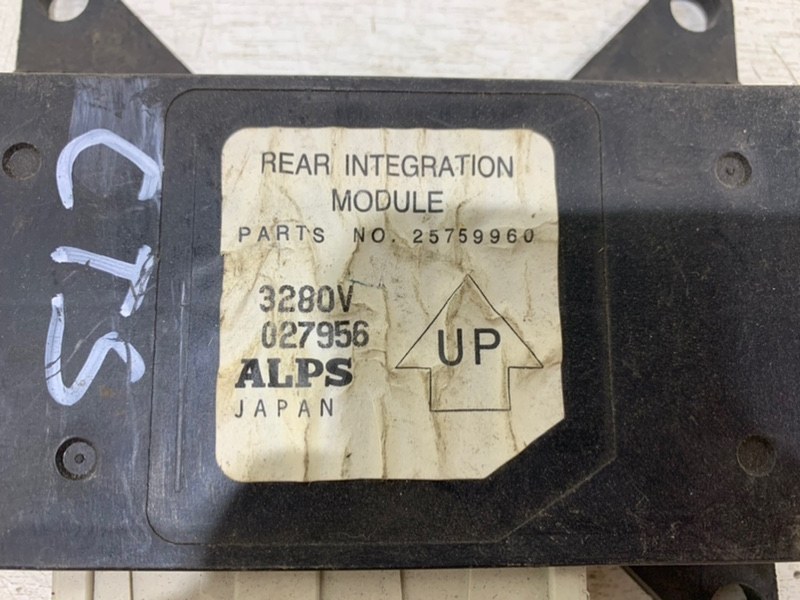 CTS
REAR INTEGRATION
MODULE
PARTS NO. 25759960
3280V
027956
ALPS
JAPAN
UP